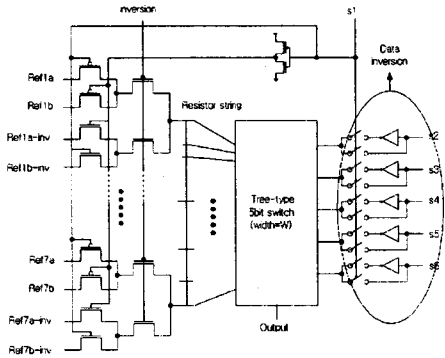 inversion
s1
Data
inversion
Ref1a
Ref1b
Resistor string
Ref1a-inv
Ref1b-inv
s2
s3
s4
s5
s6
Tree-type
5bit switch
(width=W)
Ref7a
Ref7b
Ref7a-inv
Ref7b-inv
Output